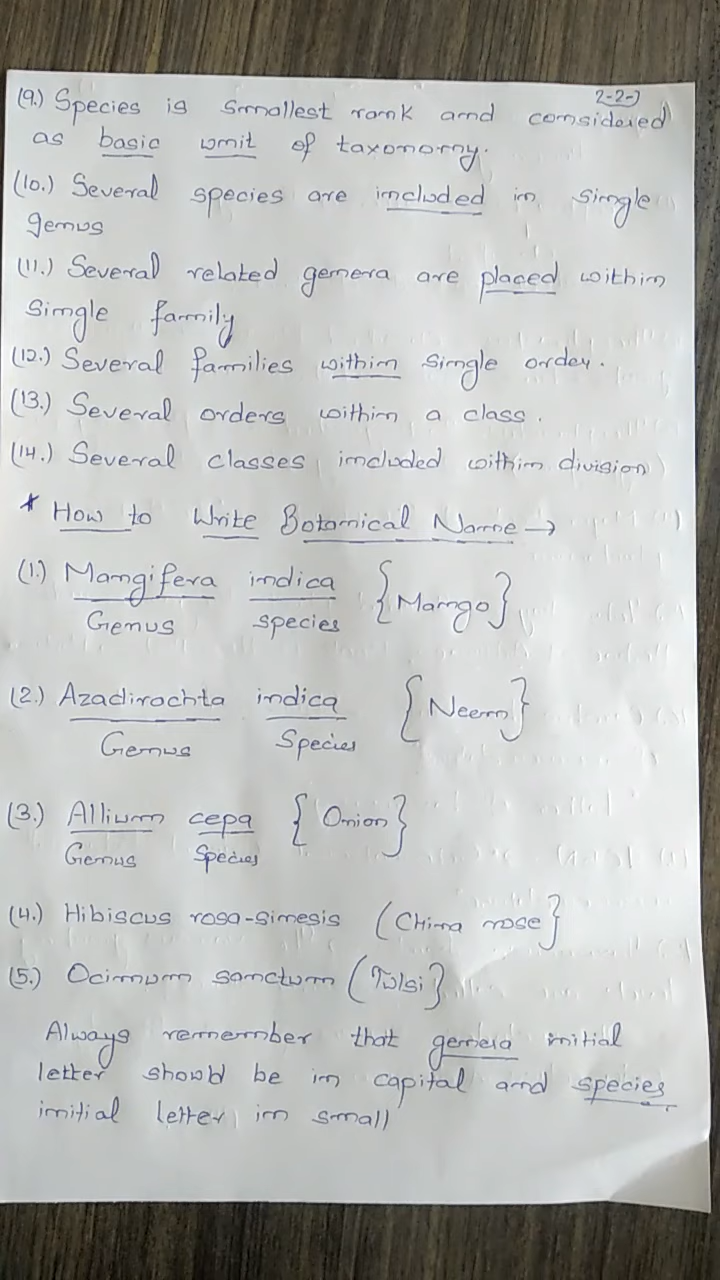 2-2-)
(9.) Species is smallest rank and considered
as basic unit of taxonomy.
(10.) Several species are included in single
genus
(11.) Several related genera are placed within
single family
(12.) Several families within single order.
(13.) Several orders within a class.
(14.) Several classes included within division
* How to Write Botanical Name →
(1.) Mangifera indica {Mango}
Genus species
(2.) Azadirachta indica {Neem}
Genus Species
(3.) Allium cepa {Onion}
Genus Species
(4.) Hibiscus rosa-sinesis (China rose}
(5.) Ocimum sanctum (Tulsi}
Always remember that genera initial
letter should be in capital and species
initial letter in small